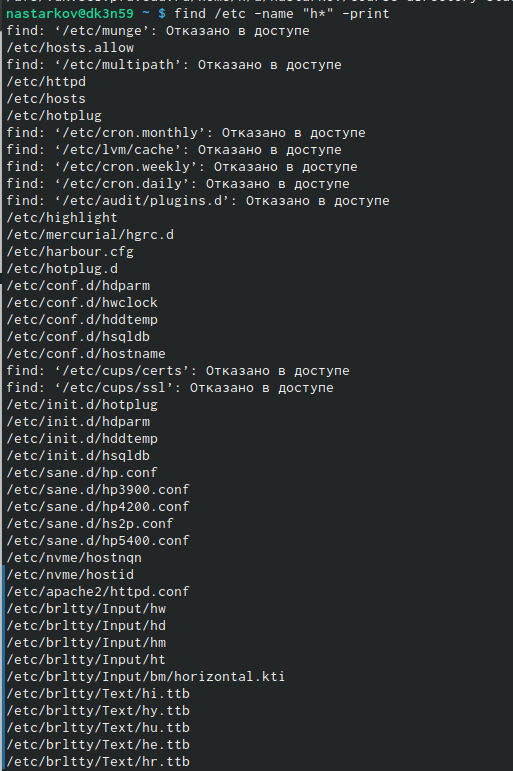 nastarkov@dk3n59 ~ $ find /etc -name "h*" -print
find: ‘/etc/munge’: Отказано в доступе
/etc/hosts.allow
find: ‘/etc/multipath’: Отказано в доступе
/etc/httpd
/etc/hosts
/etc/hotplug
find: ‘/etc/cron.monthly’: Отказано в доступе
find: ‘/etc/lvm/cache’: Отказано в доступе
find: ‘/etc/cron.weekly’: Отказано в доступе
find: ‘/etc/cron.daily’: Отказано в доступе
find: ‘/etc/audit/plugins.d’: Отказано в доступе
/etc/highlight
/etc/mercurial/hgrc.d
/etc/harbour.cfg
/etc/hotplug.d
/etc/conf.d/hdparm
/etc/conf.d/hwclock
/etc/conf.d/hddtemp
/etc/conf.d/hsqldb
/etc/conf.d/hostname
find: ‘/etc/cups/certs’: Отказано в доступе
find: ‘/etc/cups/ssl’: Отказано в доступе
/etc/init.d/hotplug
/etc/init.d/hdparm
/etc/init.d/hddtemp
/etc/init.d/hsqldb
/etc/sane.d/hp.conf
/etc/sane.d/hp3900.conf
/etc/sane.d/hp4200.conf
/etc/sane.d/hs2p.conf
/etc/sane.d/hp5400.conf
/etc/nvme/hostnqn
/etc/nvme/hostid
/etc/apache2/httpd.conf
/etc/brltty/Input/hw
/etc/brltty/Input/hd
/etc/brltty/Input/hm
/etc/brltty/Input/ht
/etc/brltty/Input/bm/horizontal.kti
/etc/brltty/Text/hi.ttb
/etc/brltty/Text/hy.ttb
/etc/brltty/Text/hu.ttb
/etc/brltty/Text/he.ttb
/etc/brltty/Text/hr.ttb